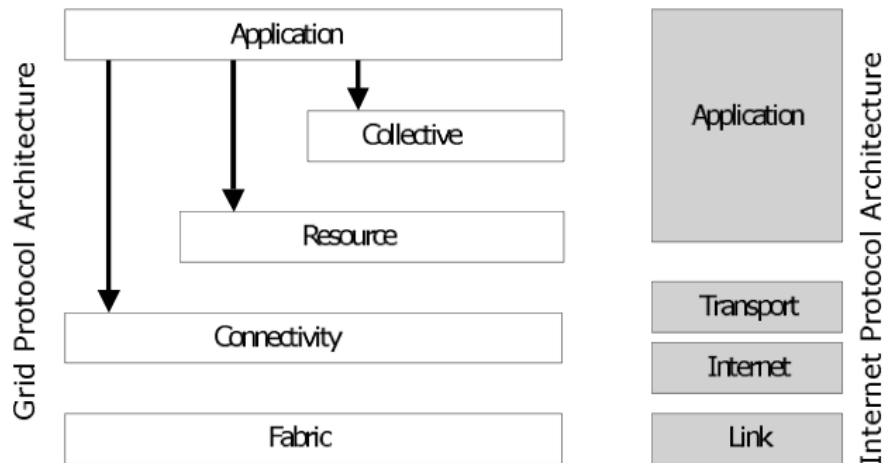 Grid Protocol Architecture
Application
Collective
Resource
Connectivity
Fabric
Application
Transport
Internet
Link
Internet Protocol Architecture